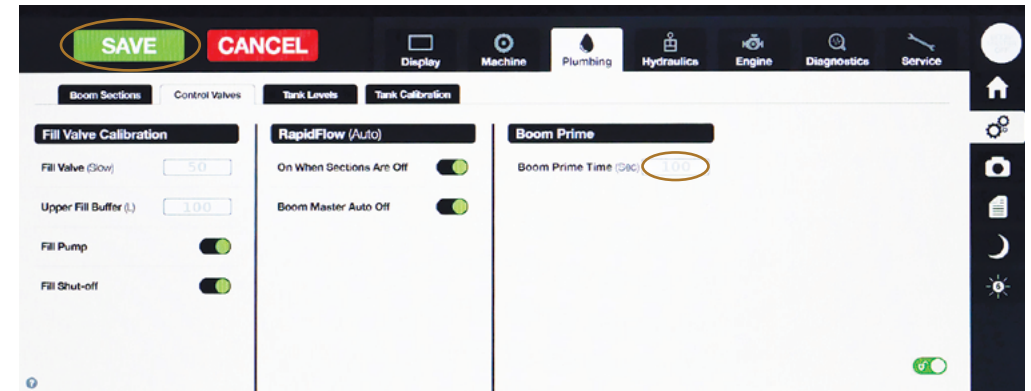 SAVE CANCEL Display Machine Plumbing Hydraulics Engine Diagnostics Service
Boom Sections Control Valves Tank Levels Tank Calibration
Fill Valve Calibration
Fill Valve (Slow) 50
Upper Fill Buffer (L) 100
Fill Pump
Fill Shut-off
RapidFlow (Auto)
On When Sections Are Off
Boom Master Auto Off
Boom Prime
Boom Prime Time (Sec) 100
6
?